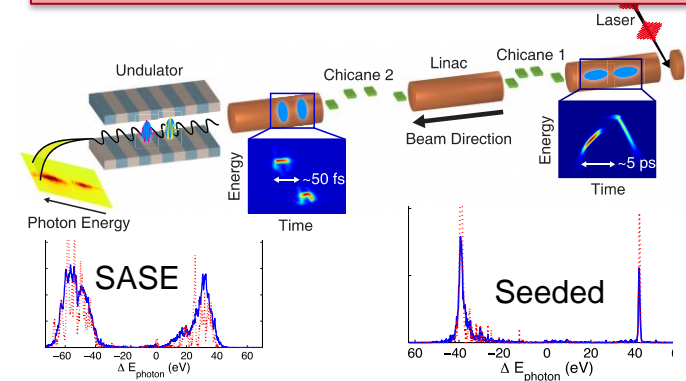 Laser
Chicane 1
Linac
Chicane 2
Undulator
Beam Direction
Energy
~5 ps
Time
Energy
~50 fs
Time
Photon Energy
SASE
−60 −40 −20 0 20 40 60
Δ E photon (eV)
Seeded
60 −40 −20 0 20 40 6
Δ E photon (eV)